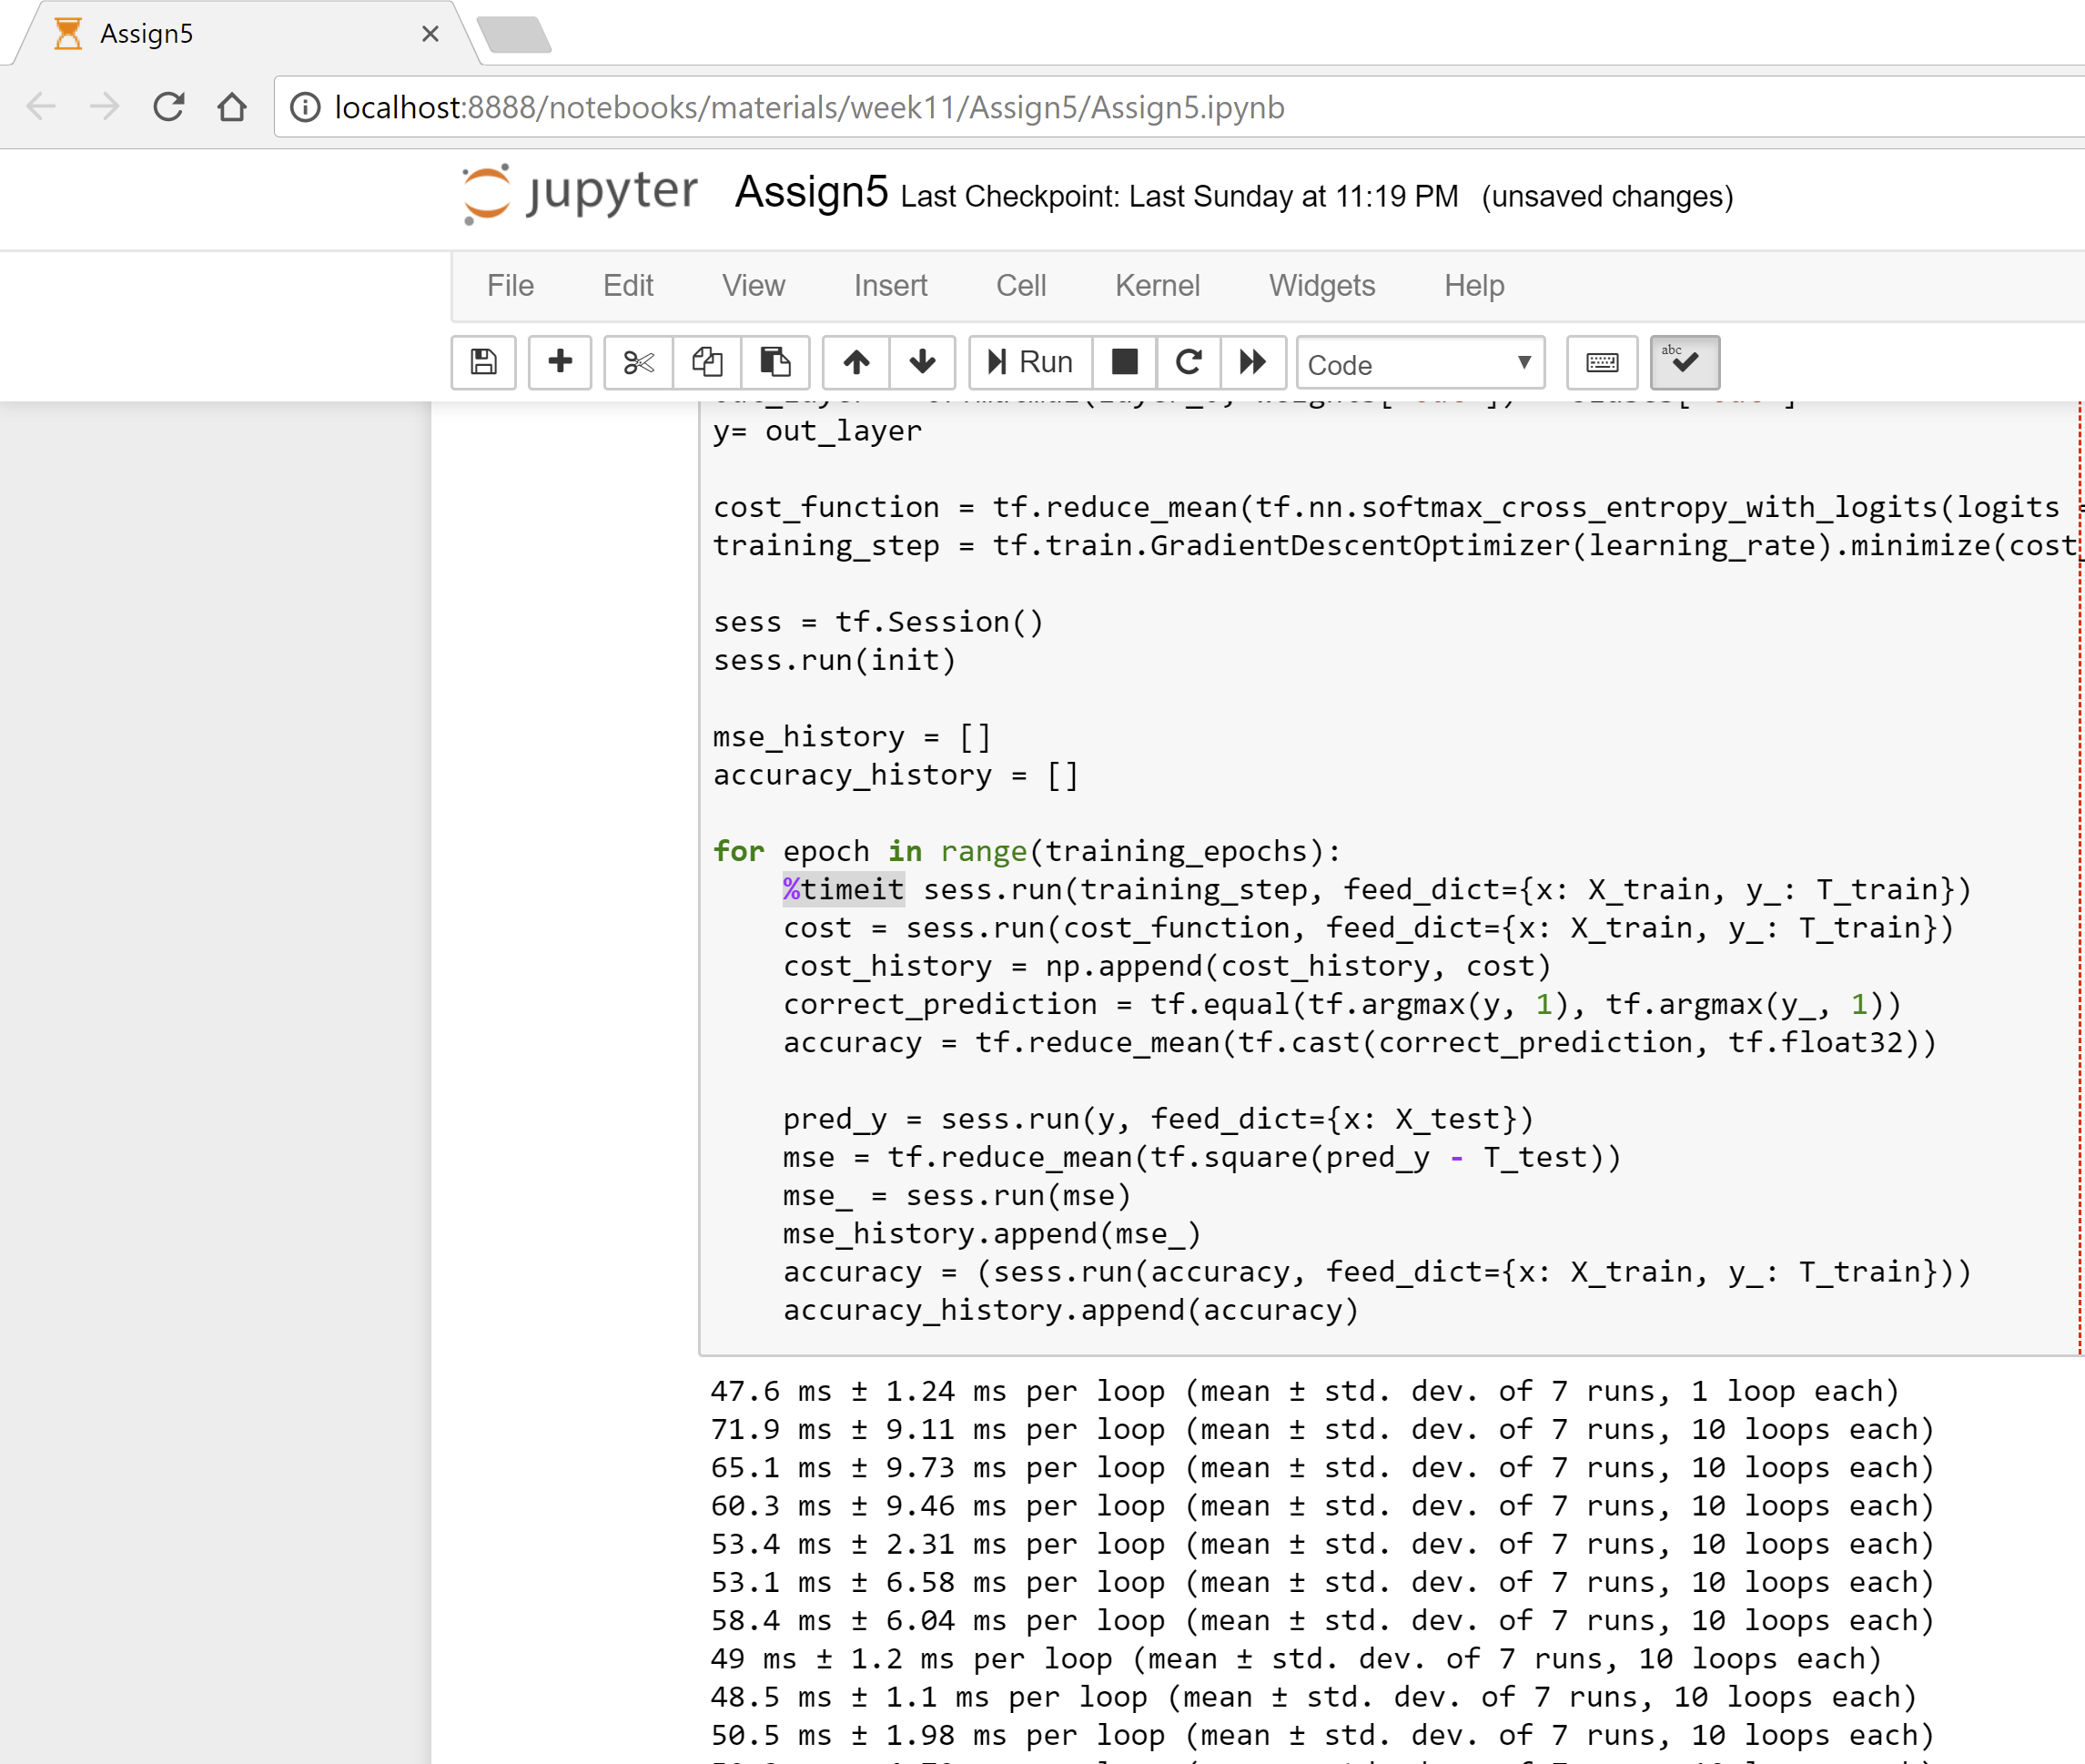 Assign5
localhost:8888/notebooks/materials/week11/Assign5/Assign5.ipynb
jupyter Assign5 Last Checkpoint: Last Sunday at 11:19 PM (unsaved changes)
File Edit View Insert Cell Kernel Widgets Help
Run Code abc
y= out_layer
cost_function = tf.reduce_mean(tf.nn.softmax_cross_entropy_with_logits(logits =
training_step = tf.train.GradientDescentOptimizer(learning_rate).minimize(cost_
sess = tf.Session()
sess.run(init)
mse_history = []
accuracy_history = []
for epoch in range(training_epochs):
%timeit sess.run(training_step, feed_dict={x: X_train, y_: T_train})
cost = sess.run(cost_function, feed_dict={x: X_train, y_: T_train})
cost_history = np.append(cost_history, cost)
correct_prediction = tf.equal(tf.argmax(y, 1), tf.argmax(y_, 1))
accuracy = tf.reduce_mean(tf.cast(correct_prediction, tf.float32))
pred_y = sess.run(y, feed_dict={x: X_test})
mse = tf.reduce_mean(tf.square(pred_y - T_test))
mse_ = sess.run(mse)
mse_history.append(mse_)
accuracy = (sess.run(accuracy, feed_dict={x: X_train, y_: T_train}))
accuracy_history.append(accuracy)
47.6 ms ± 1.24 ms per loop (mean ± std. dev. of 7 runs, 1 loop each)
71.9 ms ± 9.11 ms per loop (mean ± std. dev. of 7 runs, 10 loops each)
65.1 ms ± 9.73 ms per loop (mean ± std. dev. of 7 runs, 10 loops each)
60.3 ms ± 9.46 ms per loop (mean ± std. dev. of 7 runs, 10 loops each)
53.4 ms ± 2.31 ms per loop (mean ± std. dev. of 7 runs, 10 loops each)
53.1 ms ± 6.58 ms per loop (mean ± std. dev. of 7 runs, 10 loops each)
58.4 ms ± 6.04 ms per loop (mean ± std. dev. of 7 runs, 10 loops each)
49 ms ± 1.2 ms per loop (mean ± std. dev. of 7 runs, 10 loops each)
48.5 ms ± 1.1 ms per loop (mean ± std. dev. of 7 runs, 10 loops each)
50.5 ms ± 1.98 ms per loop (mean ± std. dev. of 7 runs, 10 loops each)